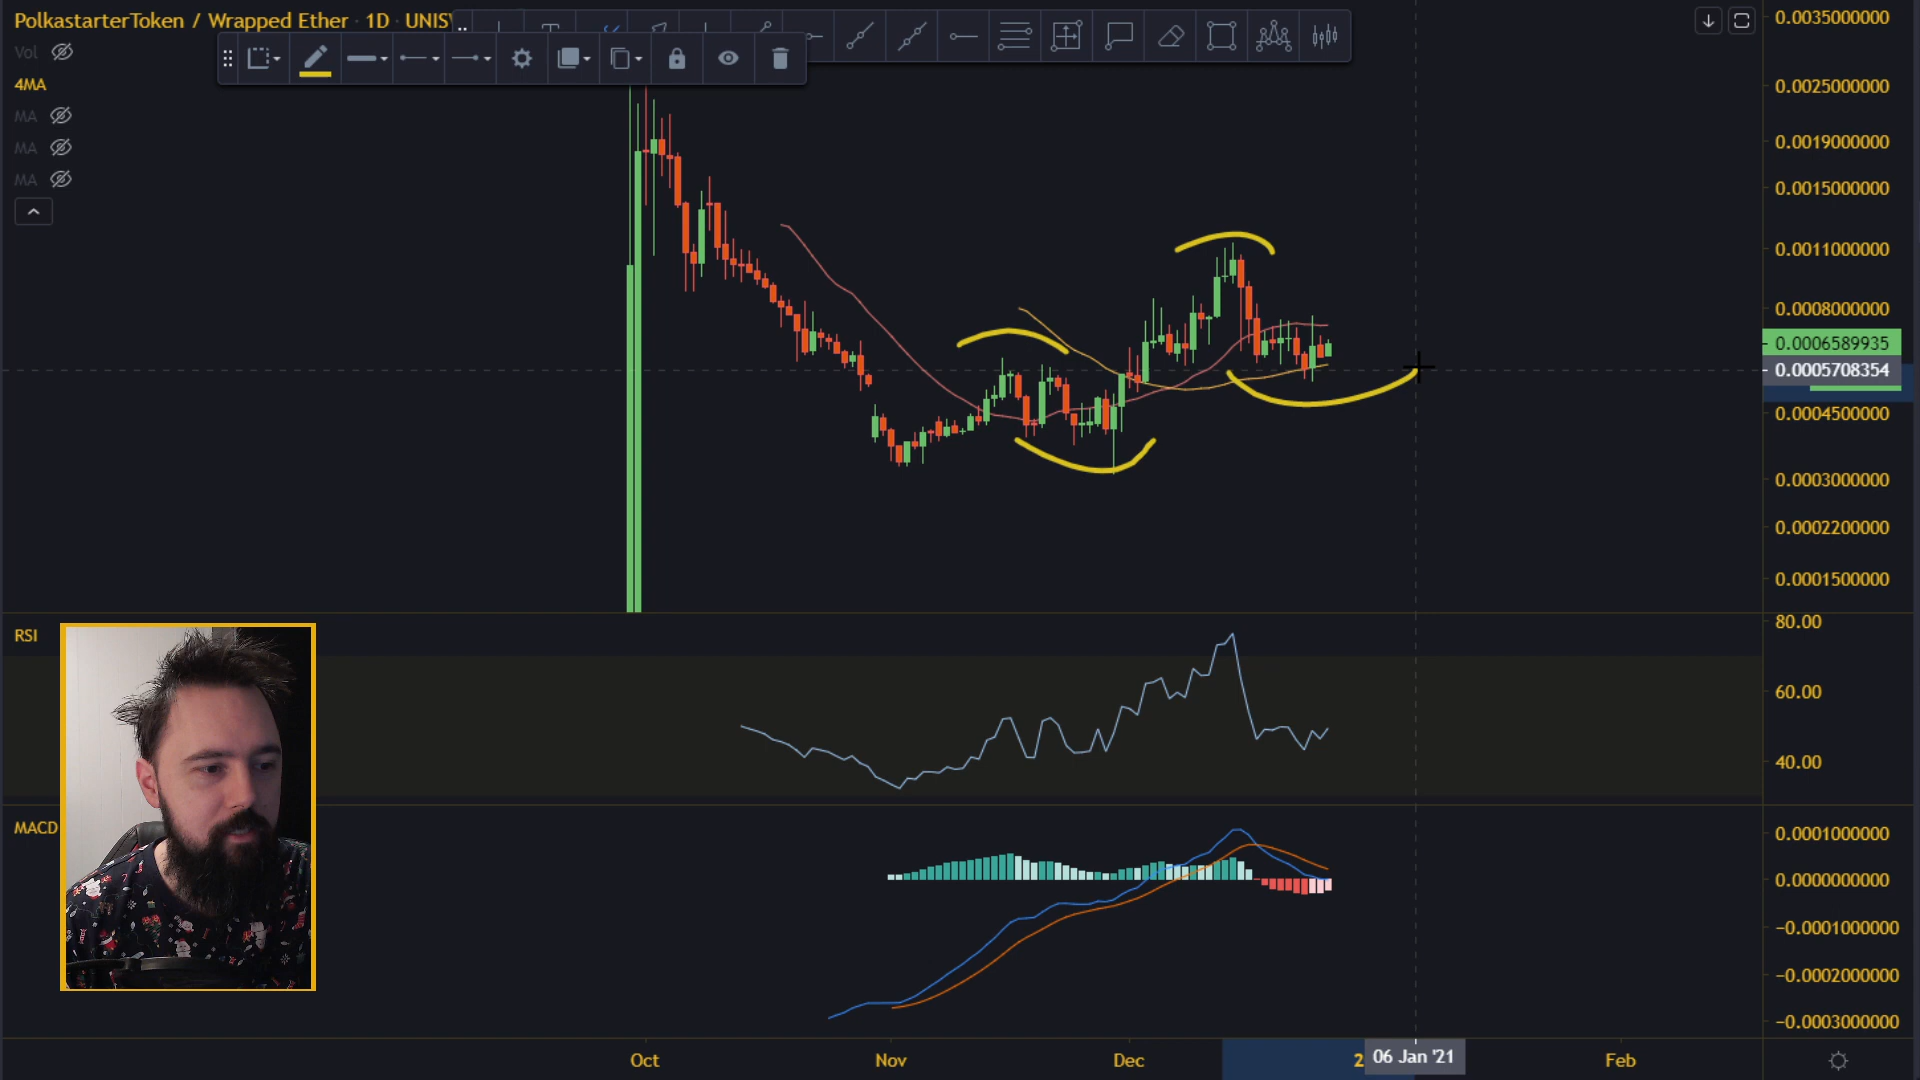 PolkastarterToken / Wrapped Ether · 1D · UNISW
Vol
4MA
MA
MA
MA
0.0035000000
0.0025000000
0.0019000000
0.0015000000
0.0011000000
0.0008000000
0.0006589935
0.0005708354
0.0004500000
0.0003000000
0.0002200000
0.0001500000
RSI
80.00
60.00
40.00
MACD
0.0001000000
0.0000000000
−0.0001000000
−0.0002000000
−0.0003000000
Oct
Nov
Dec
2
06 Jan '21
Feb